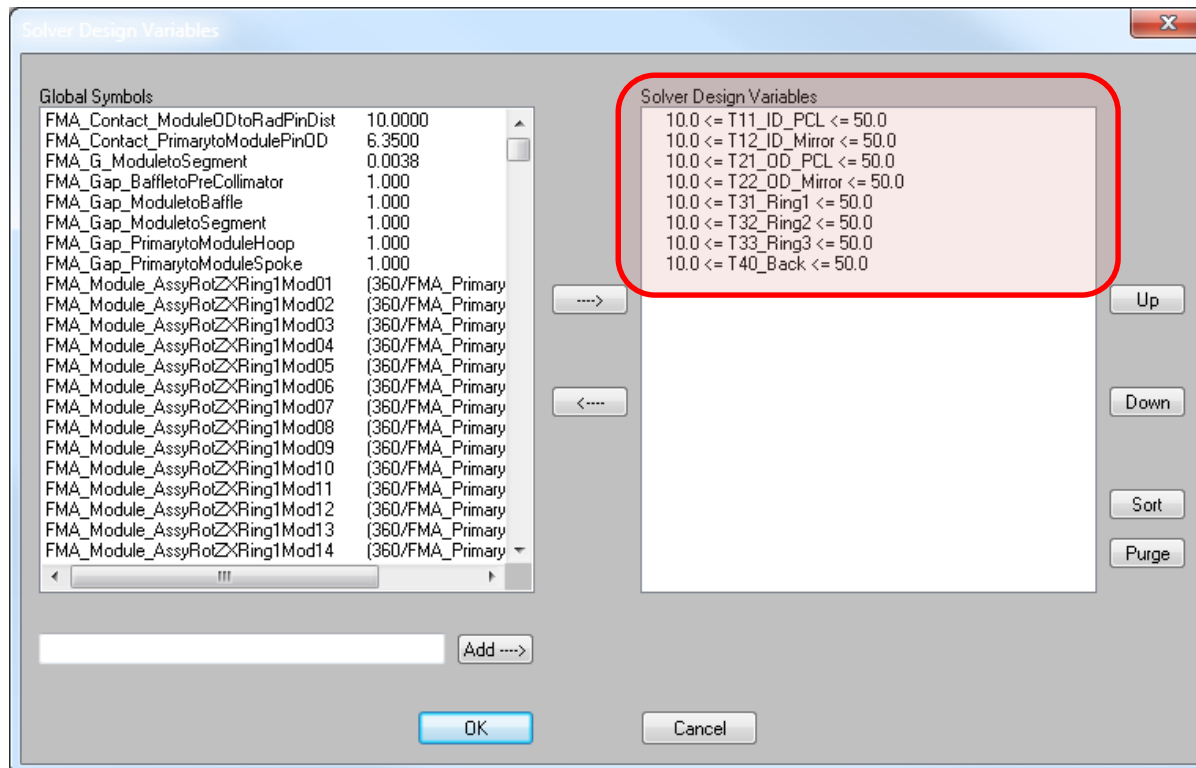 Solver Design Variables
Global Symbols
FMA_Contact_ModuleODtoRadPinDist 10.0000
FMA_Contact_PrimarytoModulePinOD 6.3500
FMA_G_ModuletoSegment 0.0038
FMA_Gap_BaffletoPreCollimator 1.000
FMA_Gap_ModuletoBaffle 1.000
FMA_Gap_ModuletoSegment 1.000
FMA_Gap_PrimarytoModuleHoop 1.000
FMA_Gap_PrimarytoModuleSpoke 1.000
FMA_Module_AssyRotZXRing1Mod01 (360/FMA_Primary
FMA_Module_AssyRotZXRing1Mod02 (360/FMA_Primary
FMA_Module_AssyRotZXRing1Mod03 (360/FMA_Primary
FMA_Module_AssyRotZXRing1Mod04 (360/FMA_Primary
FMA_Module_AssyRotZXRing1Mod05 (360/FMA_Primary
FMA_Module_AssyRotZXRing1Mod06 (360/FMA_Primary
FMA_Module_AssyRotZXRing1Mod07 (360/FMA_Primary
FMA_Module_AssyRotZXRing1Mod08 (360/FMA_Primary
FMA_Module_AssyRotZXRing1Mod09 (360/FMA_Primary
FMA_Module_AssyRotZXRing1Mod10 (360/FMA_Primary
FMA_Module_AssyRotZXRing1Mod11 (360/FMA_Primary
FMA_Module_AssyRotZXRing1Mod12 (360/FMA_Primary
FMA_Module_AssyRotZXRing1Mod13 (360/FMA_Primary
FMA_Module_AssyRotZXRing1Mod14 (360/FMA_Primary
Add ---->
---->
<----
Solver Design Variables
10.0 <= T11_ID_PCL <= 50.0
10.0 <= T12_ID_Mirror <= 50.0
10.0 <= T21_OD_PCL <= 50.0
10.0 <= T22_OD_Mirror <= 50.0
10.0 <= T31_Ring1 <= 50.0
10.0 <= T32_Ring2 <= 50.0
10.0 <= T33_Ring3 <= 50.0
10.0 <= T40_Back <= 50.0
Up
Down
Sort
Purge
OK
Cancel